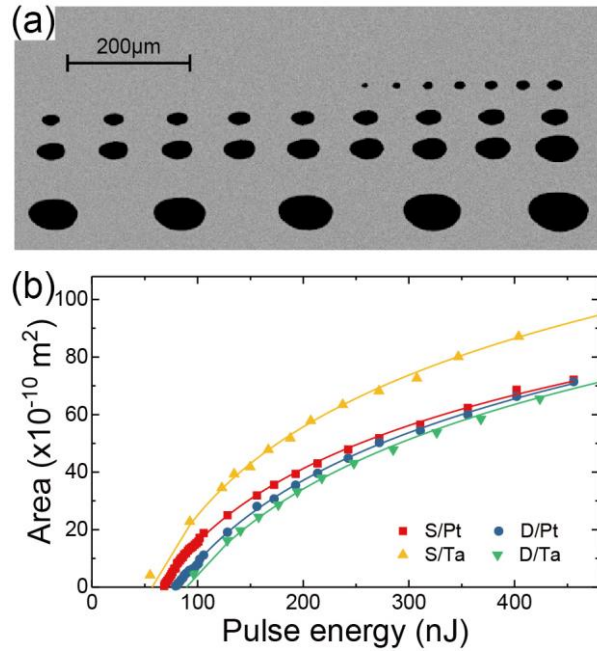 (a)
200μm
(b)
Area (x10⁻¹⁰ m²)
100
80
60
40
20
0
0 100 200 300 400
Pulse energy (nJ)
S/Pt D/Pt
S/Ta D/Ta